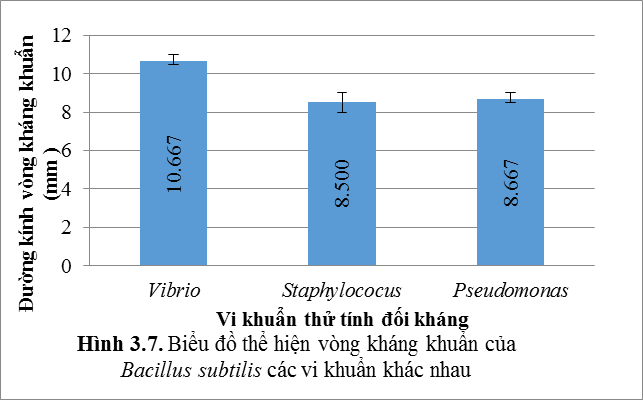 Đường kính vòng kháng khuẩn
(mm )
12
10
8
6
4
2
0
10.667
8.500
8.667
Vibrio
Staphylococus
Pseudomonas
Vi khuẩn thử tính đối kháng
Hình 3.7. Biểu đồ thể hiện vòng kháng khuẩn của
Bacillus subtilis các vi khuẩn khác nhau